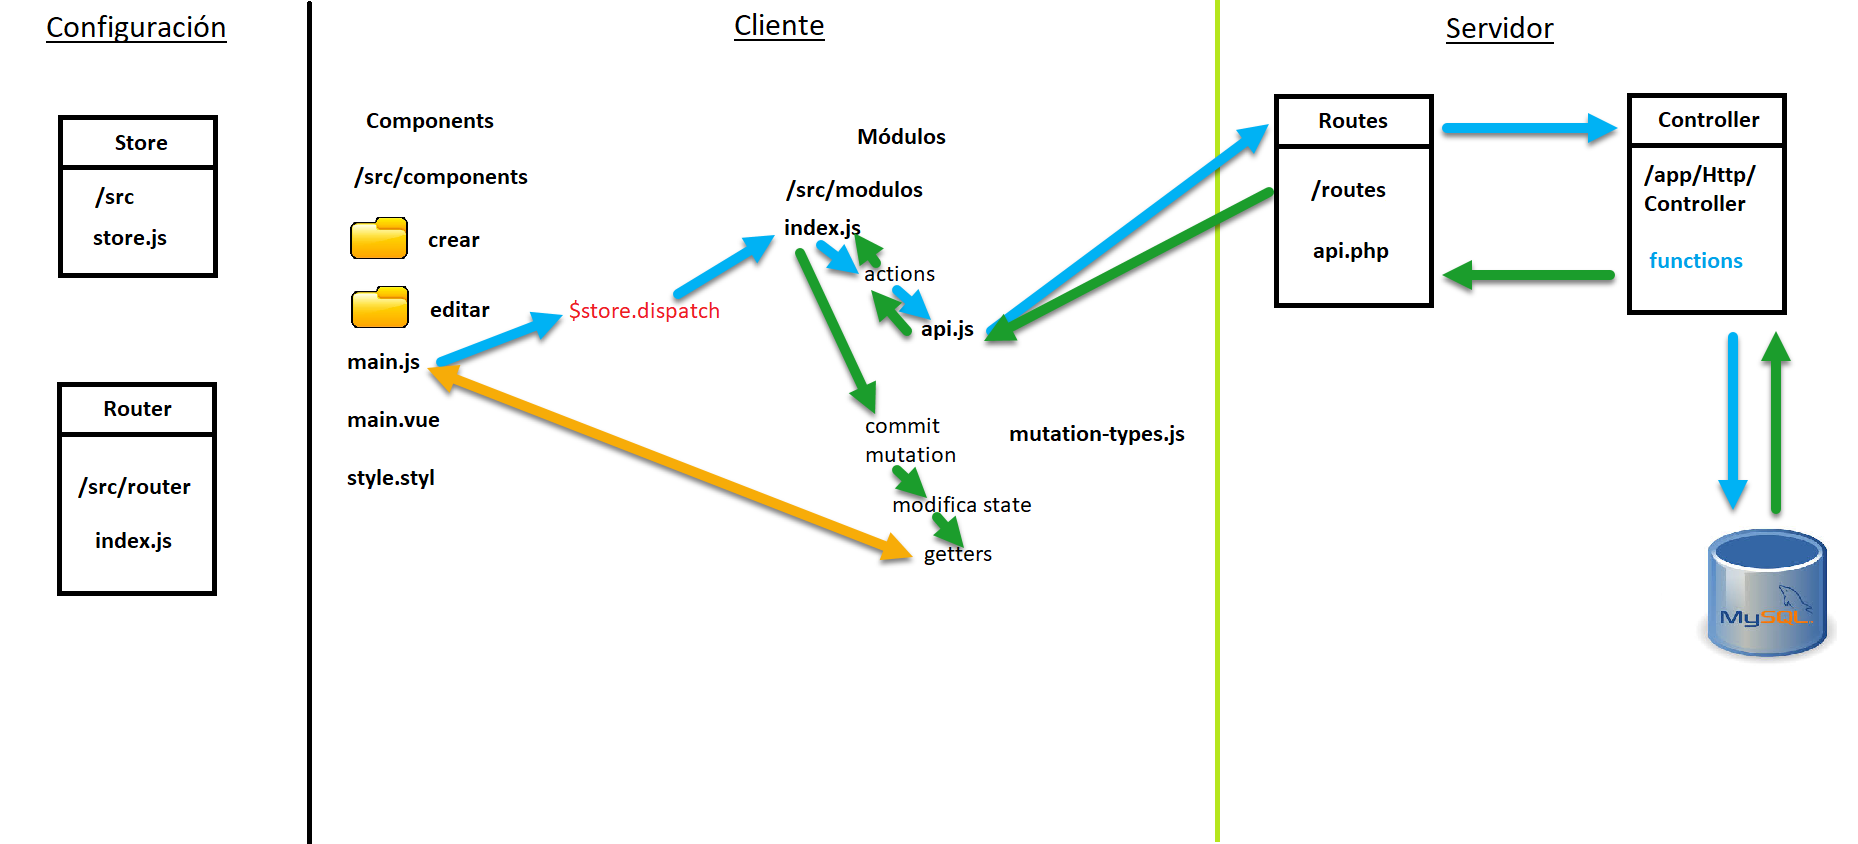 Configuración
Store
/src
store.js
Router
/src/router
index.js
Cliente
Components
/src/components
crear
editar
main.js
main.vue
style.styl
$store.dispatch
Módulos
/src/modulos
index.js
actions
api.js
commit
mutation
mutation-types.js
modifica state
getters
Servidor
Routes
/routes
api.php
Controller
/app/Http/
Controller
functions
MySQL